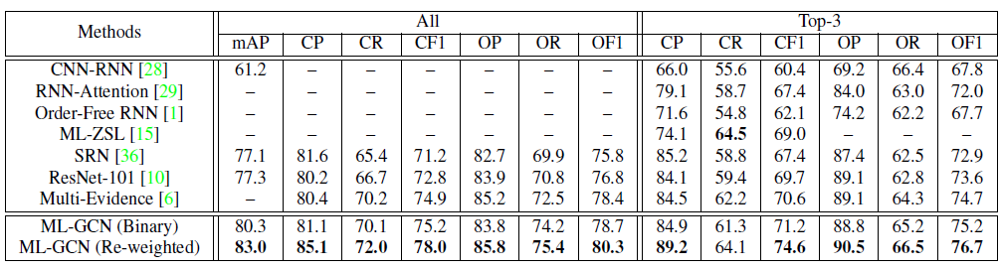 Methods All Top-3
mAP CP CR CF1 OP OR OF1 CP CR CF1 OP OR OF1
CNN-RNN [28] 61.2 – – – – – – 66.0 55.6 60.4 69.2 66.4 67.8
RNN-Attention [29] – – – – – – – 79.1 58.7 67.4 84.0 63.0 72.0
Order-Free RNN [1] – – – – – – – 71.6 54.8 62.1 74.2 62.2 67.7
ML-ZSL [15] – – – – – – – 74.1 64.5 69.0 – – –
SRN [36] 77.1 81.6 65.4 71.2 82.7 69.9 75.8 85.2 58.8 67.4 87.4 62.5 72.9
ResNet-101 [10] 77.3 80.2 66.7 72.8 83.9 70.8 76.8 84.1 59.4 69.7 89.1 62.8 73.6
Multi-Evidence [6] – 80.4 70.2 74.9 85.2 72.5 78.4 84.5 62.2 70.6 89.1 64.3 74.7
ML-GCN (Binary) 80.3 81.1 70.1 75.2 83.8 74.2 78.7 84.9 61.3 71.2 88.8 65.2 75.2
ML-GCN (Re-weighted) 83.0 85.1 72.0 78.0 85.8 75.4 80.3 89.2 64.1 74.6 90.5 66.5 76.7